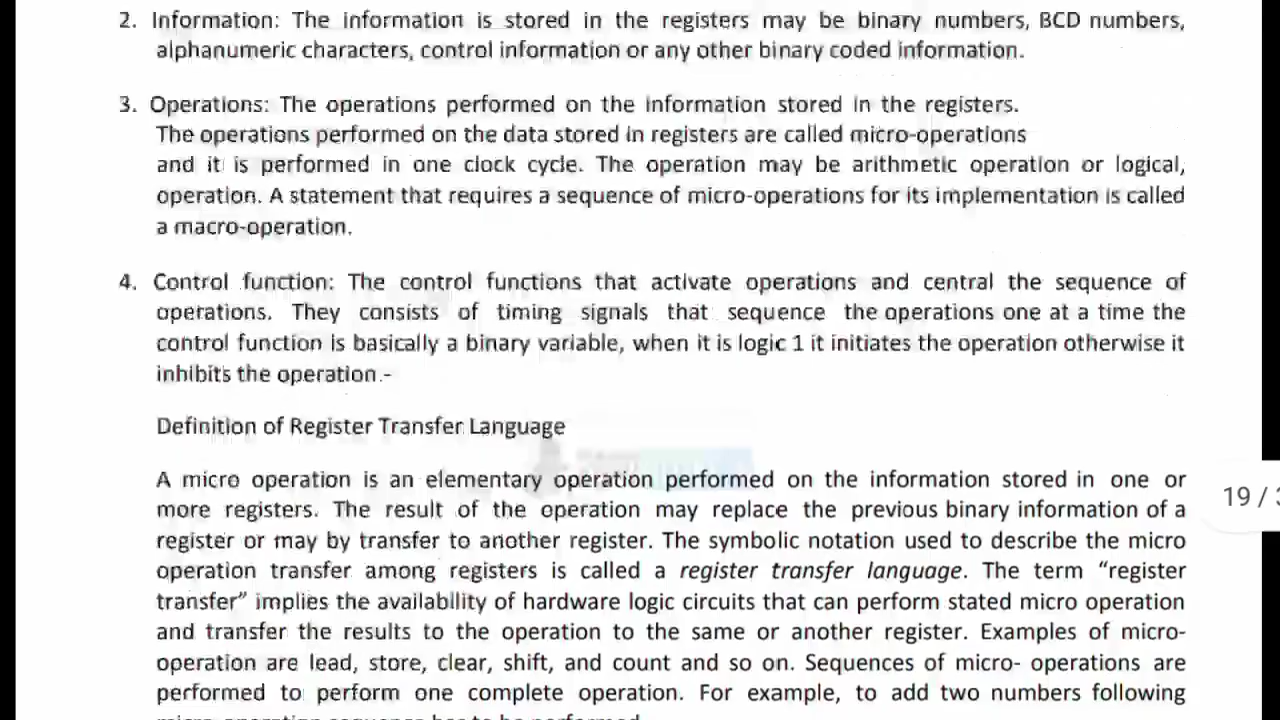 2. Information: The information is stored in the registers may be binary numbers, BCD numbers,
alphanumeric characters, control information or any other binary coded information.
3. Operations: The operations performed on the information stored in the registers.
The operations performed on the data stored in registers are called micro-operations
and it is performed in one clock cycle. The operation may be arithmetic operation or logical,
operation. A statement that requires a sequence of micro-operations for its implementation is called
a macro-operation.
4. Control function: The control functions that activate operations and central the sequence of
operations. They consists of timing signals that sequence the operations one at a time the
control function is basically a binary variable, when it is logic 1 it initiates the operation otherwise it
inhibits the operation.-
Definition of Register Transfer Language
A micro operation is an elementary operation performed on the information stored in one or
more registers. The result of the operation may replace the previous binary information of a
19 /
register or may by transfer to another register. The symbolic notation used to describe the micro
operation transfer among registers is called a register transfer language. The term “register
transfer” implies the availability of hardware logic circuits that can perform stated micro operation
and transfer the results to the operation to the same or another register. Examples of micro-
operation are lead, store, clear, shift, and count and so on. Sequences of micro- operations are
performed to perform one complete operation. For example, to add two numbers following